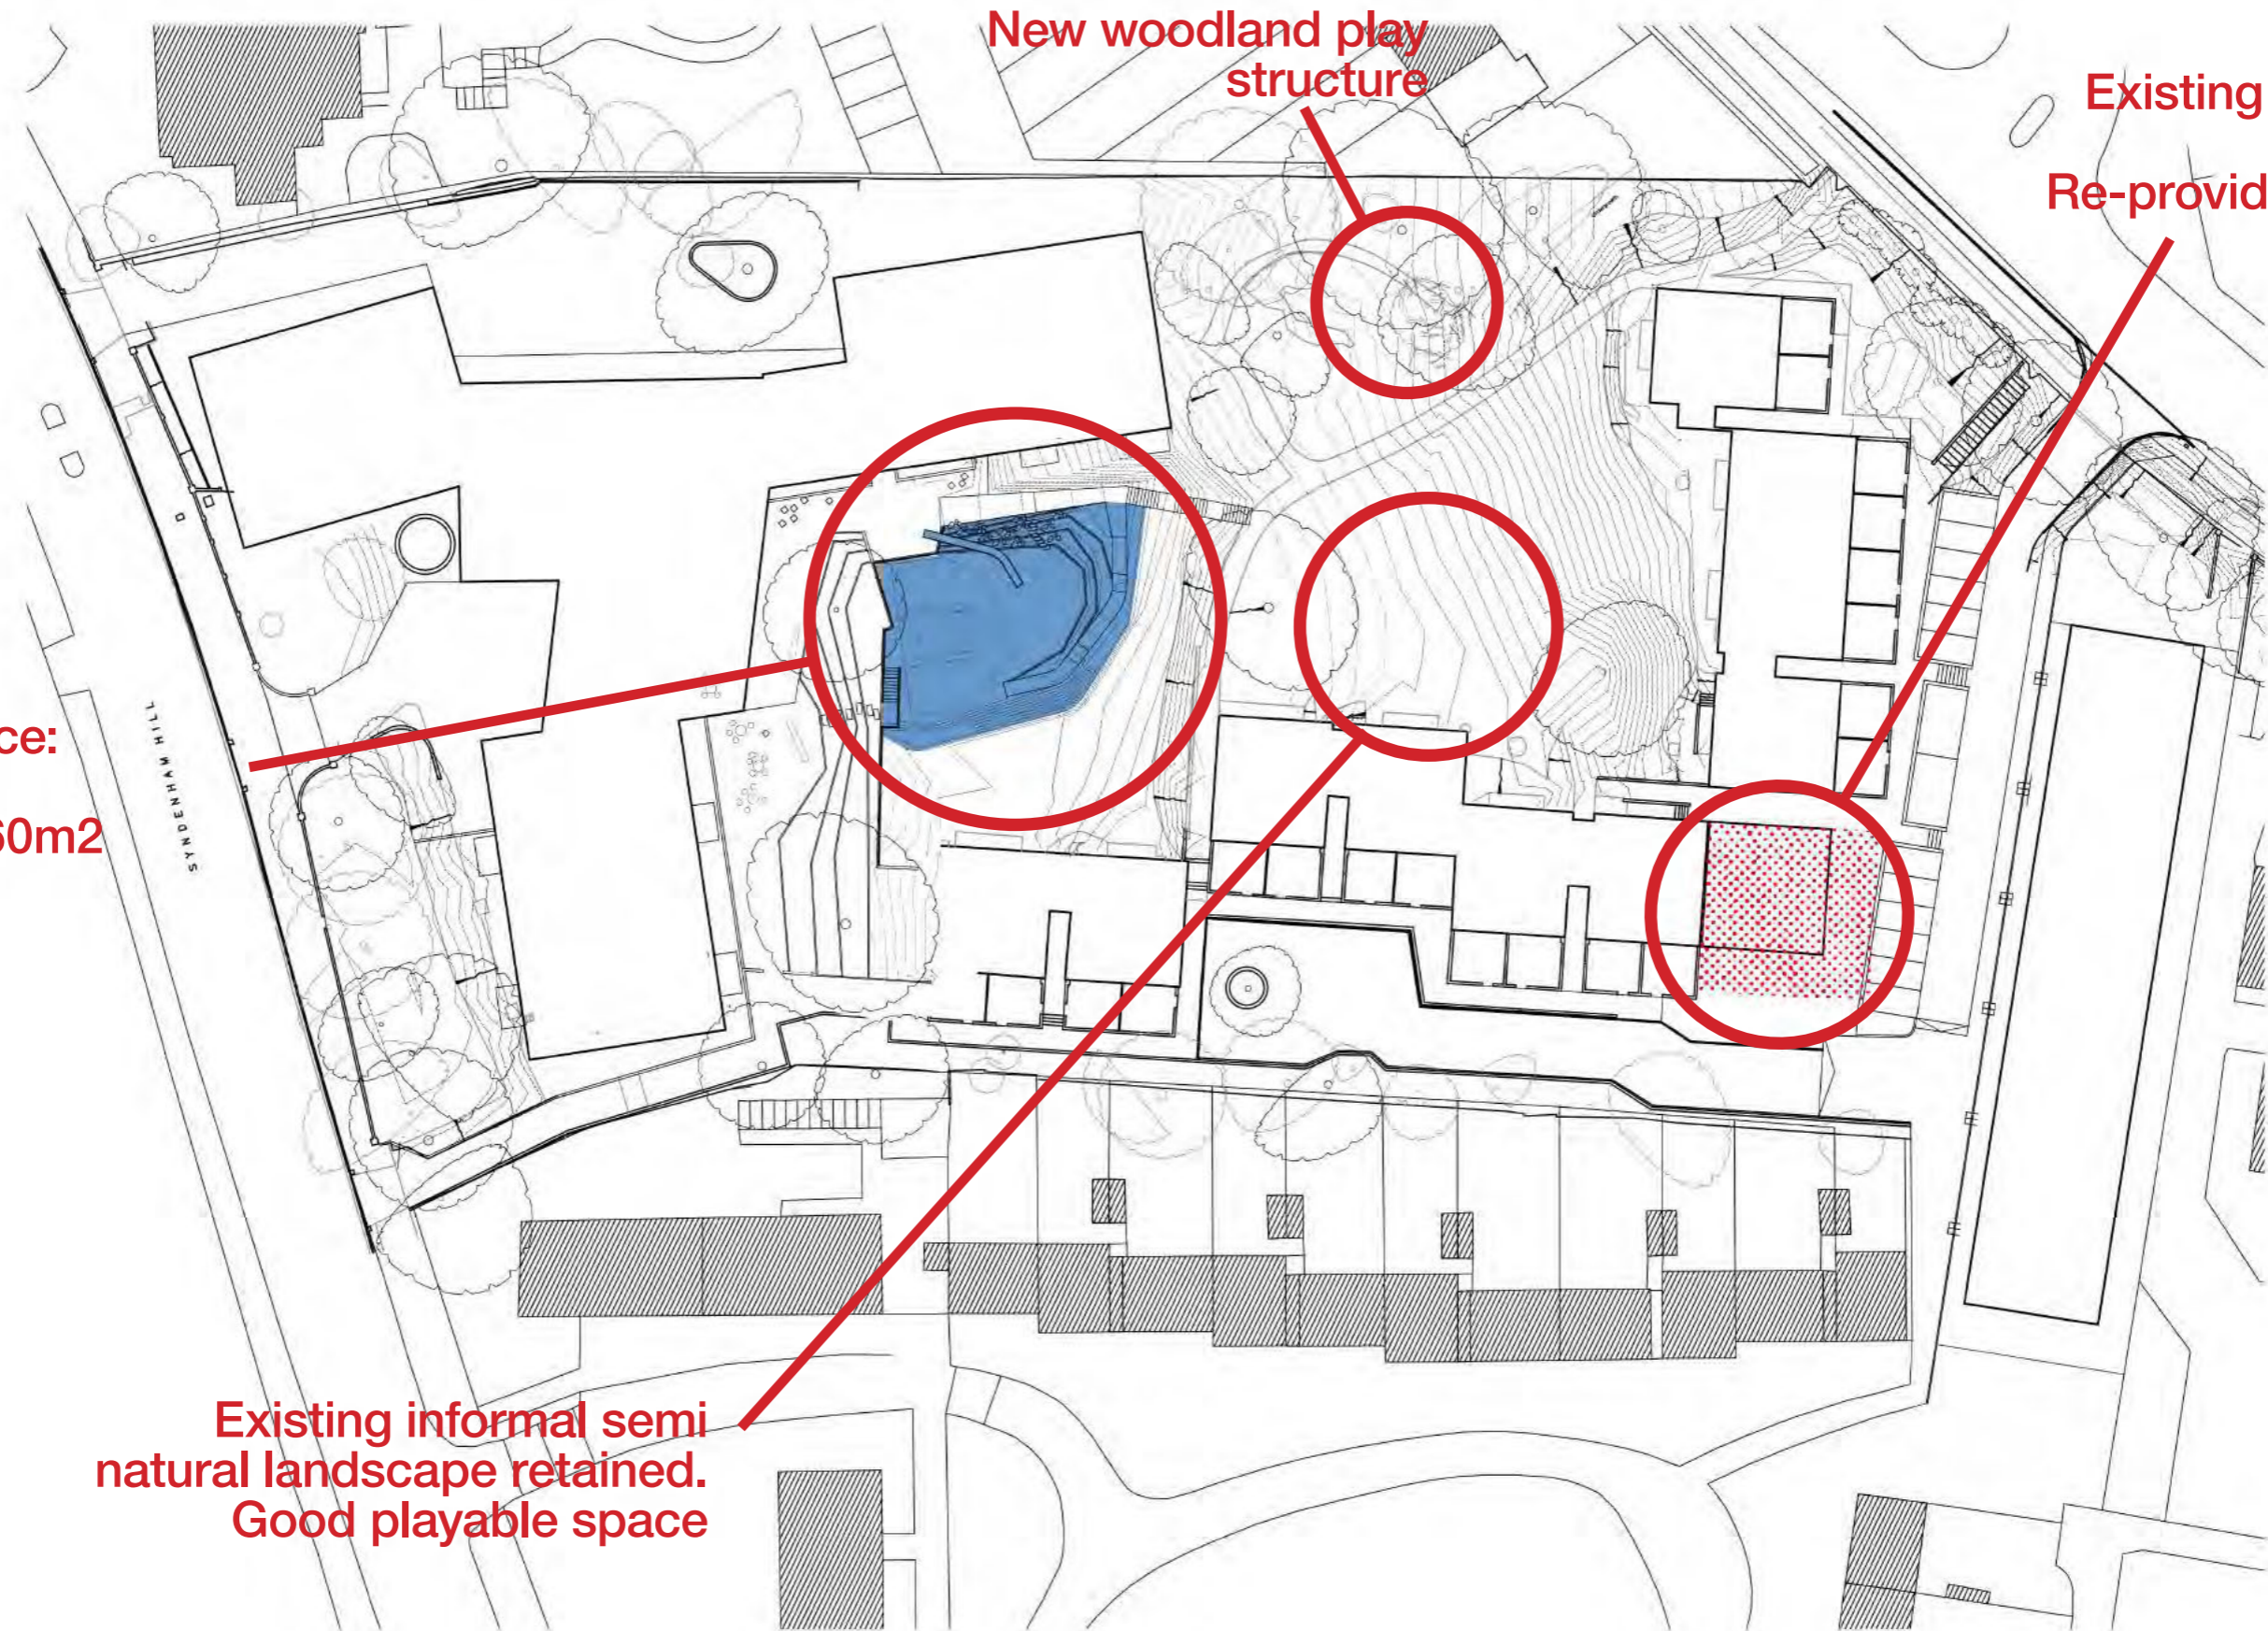 New woodland play
structure
Existing
Re-provid
ce:
60m2
SYNDENHAM HILL
Existing informal semi
natural landscape retained.
Good playable space